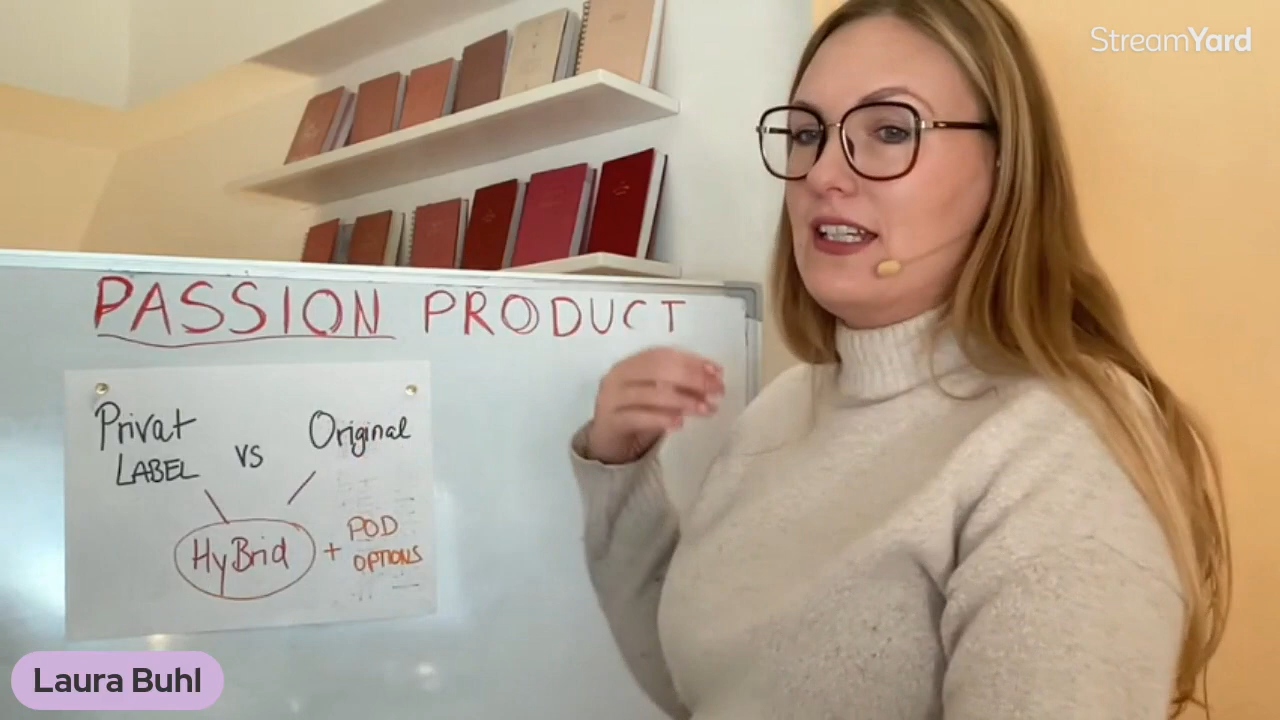 StreamYard
PASSION PRODUCT
Privat
LABEL
vs
Original
HyBrid
+
POD
OPTIONS
Laura Buhl